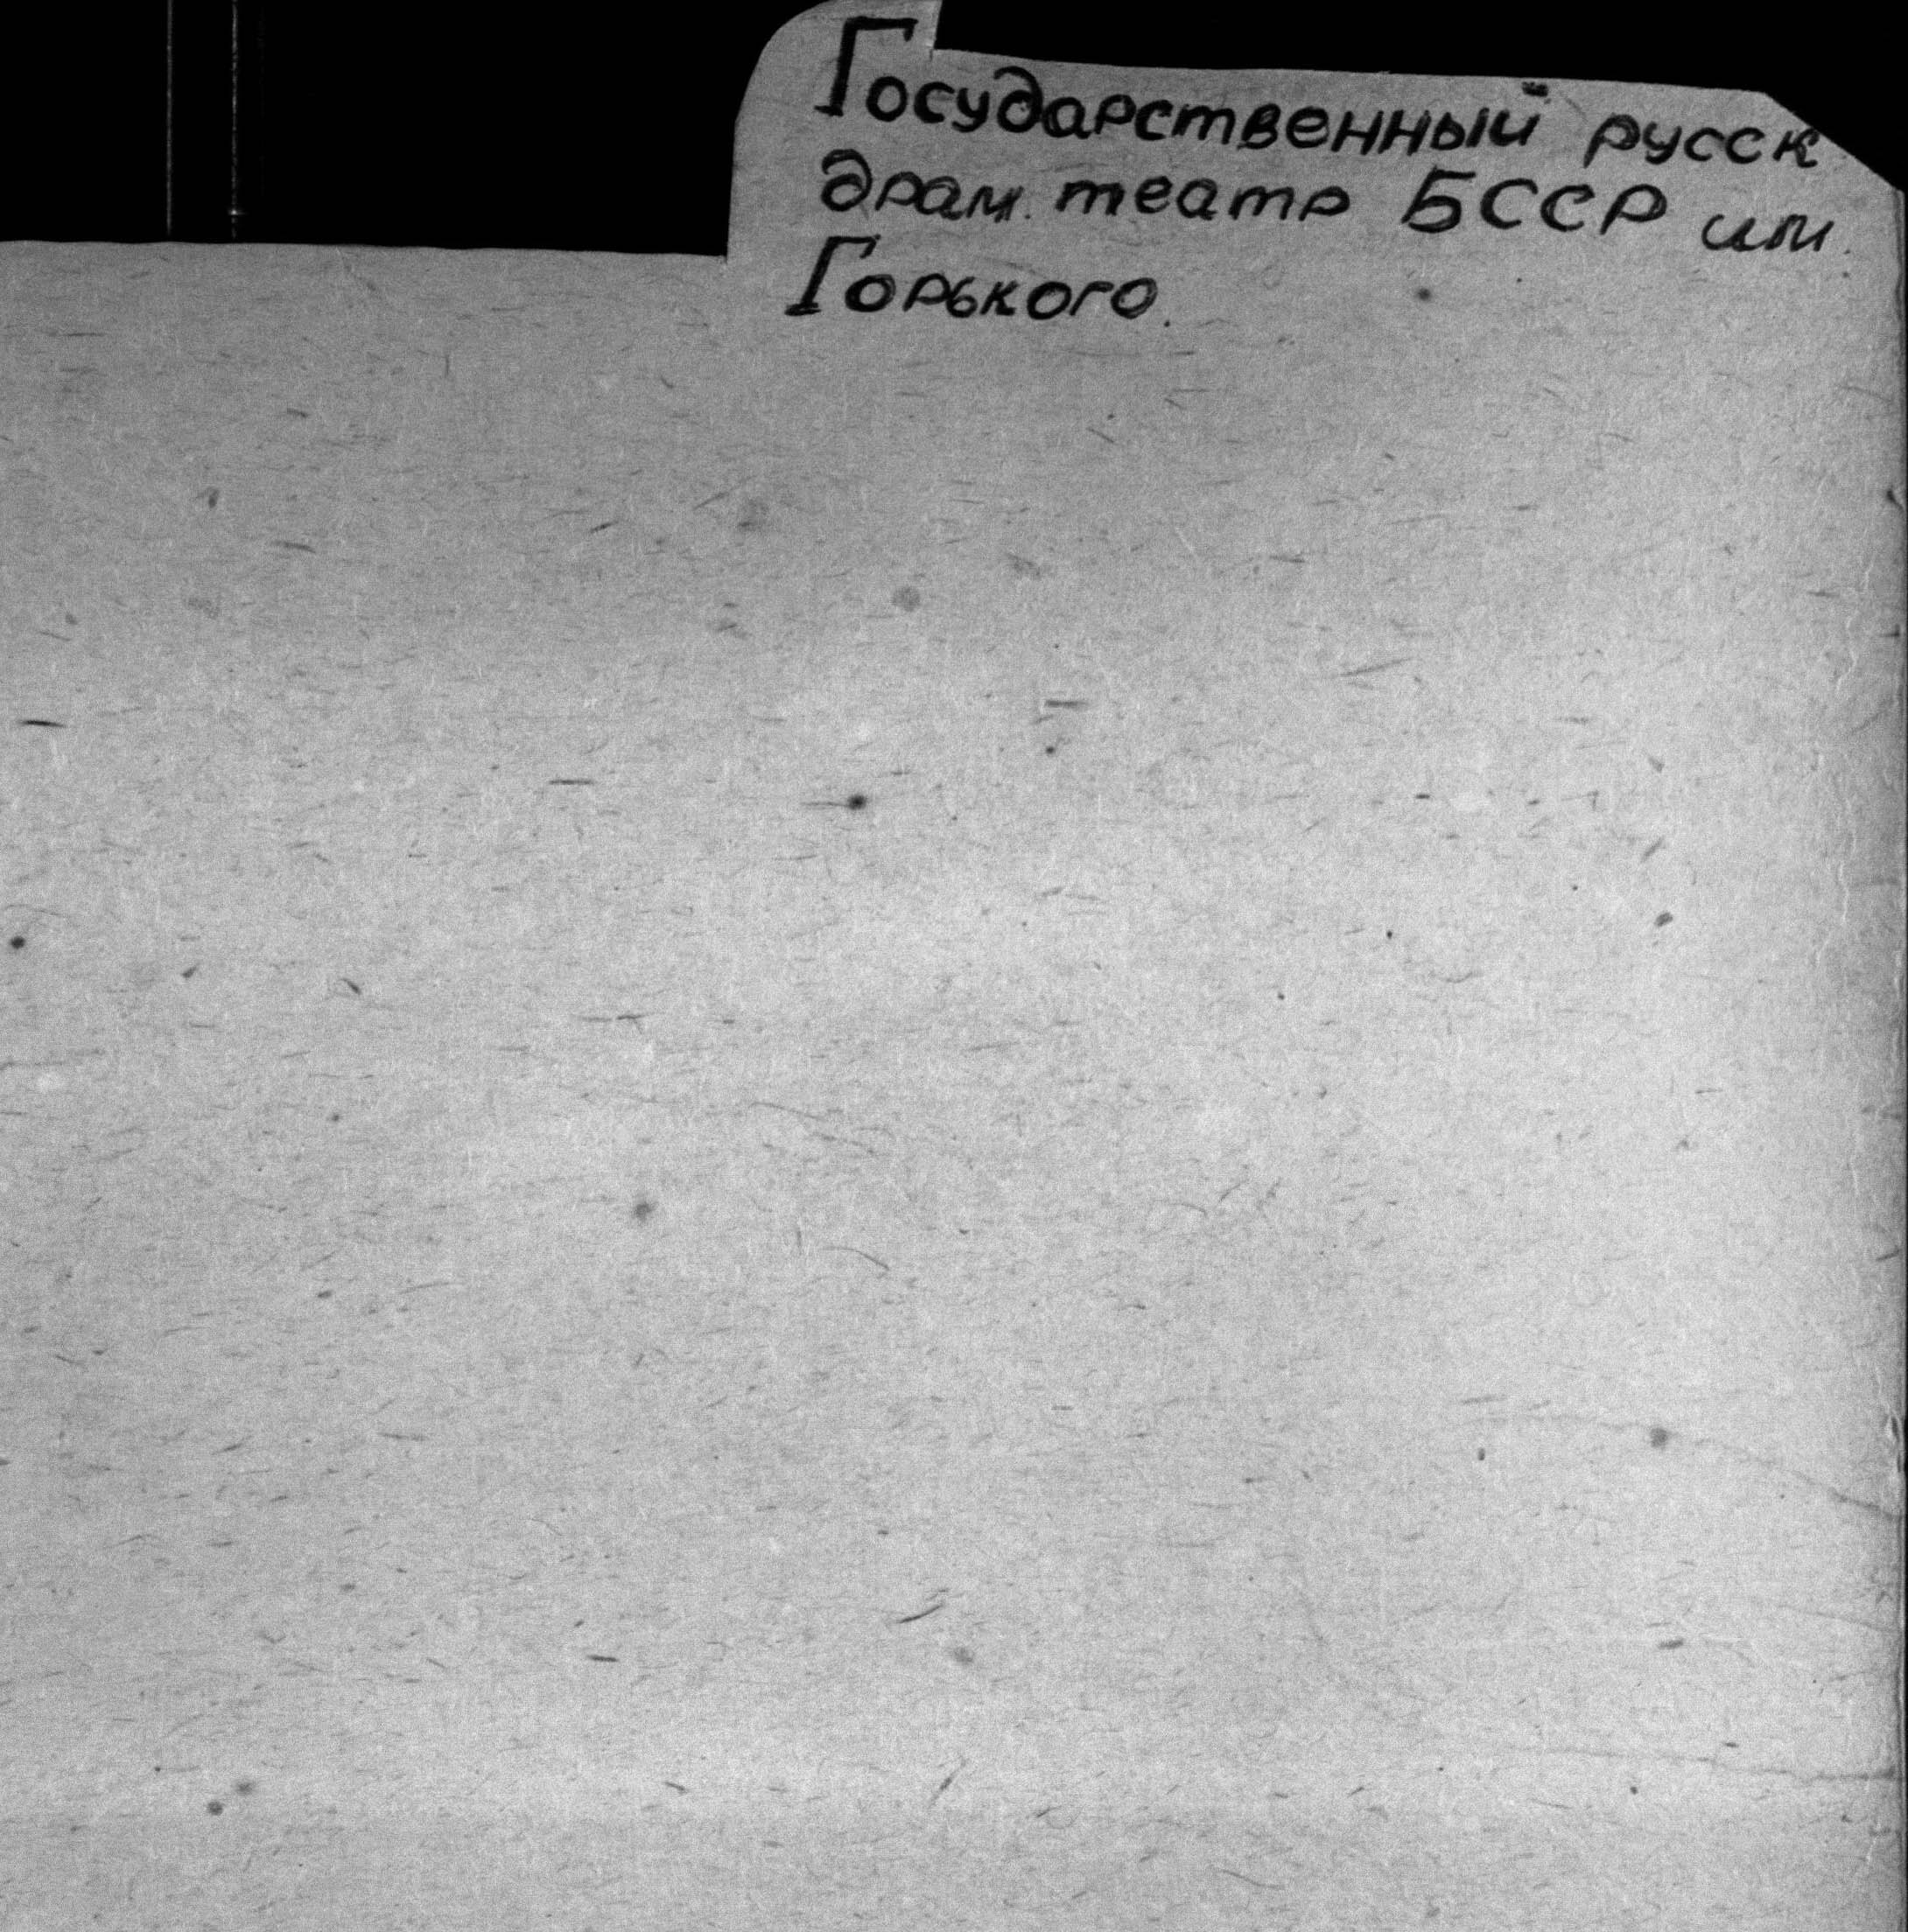 Государственный русск
драм. театр БССР им.
Горького.